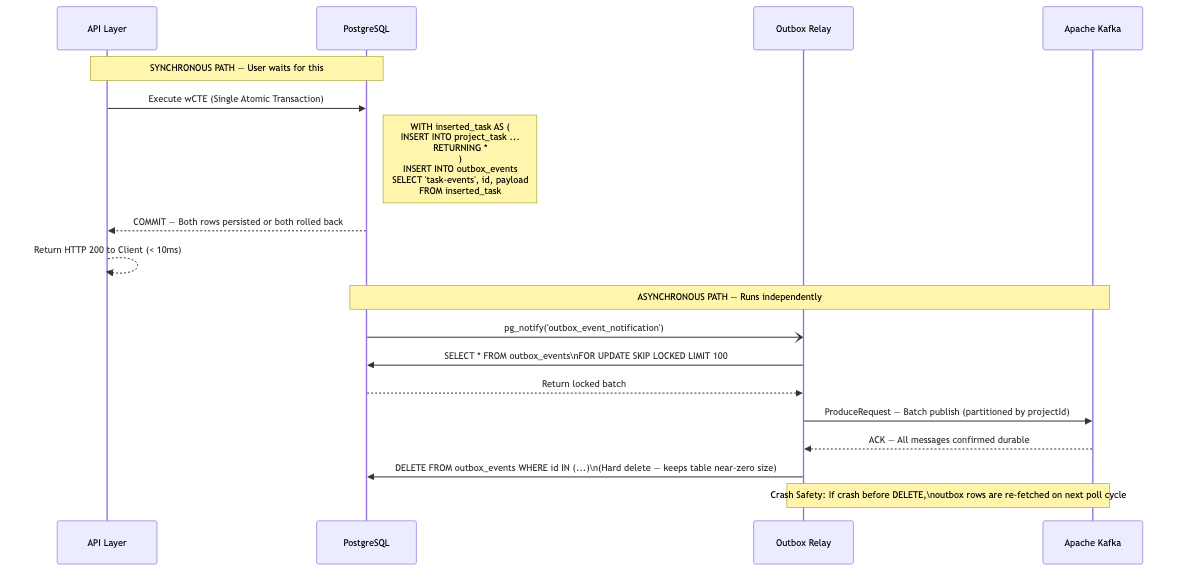 API Layer
PostgreSQL
Outbox Relay
Apache Kafka
SYNCHRONOUS PATH — User waits for this
Execute wCTE (Single Atomic Transaction)
WITH inserted_task AS (
INSERT INTO project_task ...
RETURNING *
)
INSERT INTO outbox_events
SELECT 'task-events', id, payload
FROM inserted_task
COMMIT — Both rows persisted or both rolled back
Return HTTP 200 to Client (< 10ms)
ASYNCHRONOUS PATH — Runs independently
pg_notify('outbox_event_notification')
SELECT * FROM outbox_events\nFOR UPDATE SKIP LOCKED LIMIT 100
Return locked batch
ProduceRequest — Batch publish (partitioned by projectId)
ACK — All messages confirmed durable
DELETE FROM outbox_events WHERE id IN (...)\n(Hard delete — keeps table near-zero size)
Crash Safety: If crash before DELETE,\noutbox rows are re-fetched on next poll cycle
API Layer
PostgreSQL
Outbox Relay
Apache Kafka